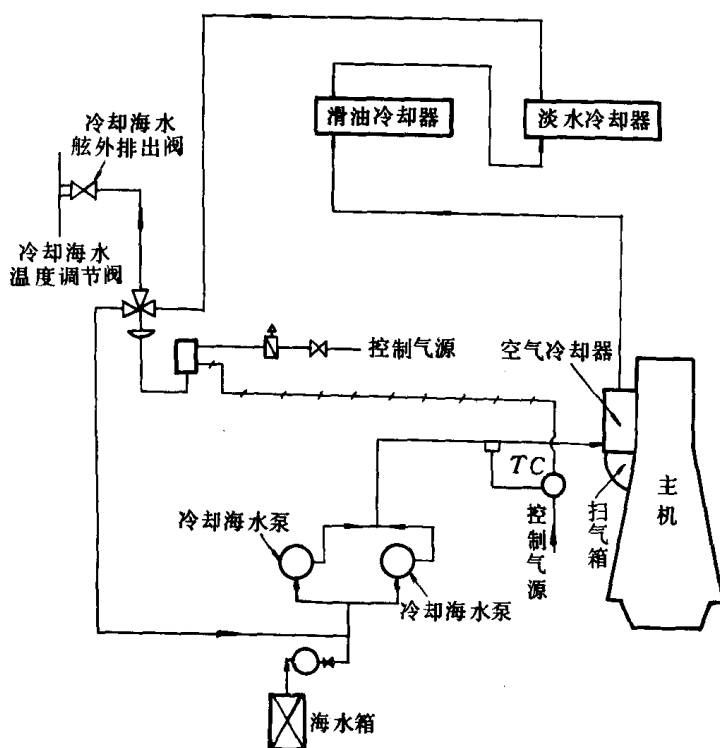 滑油冷却器
淡水冷却器
冷却海水
舷外排出阀
冷却海水
温度调节阀
控制气源
空气冷却器
TC
主机
扫气箱
控制气源
冷却海水泵
冷却海水泵
海水箱